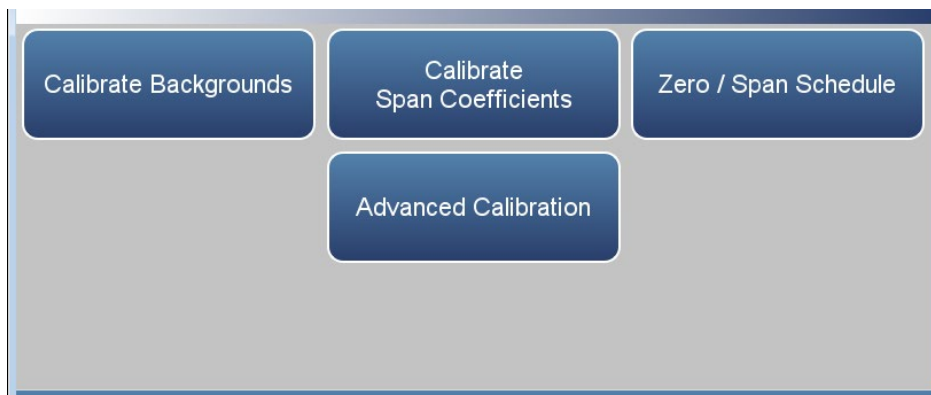 Calibrate Backgrounds
Calibrate
Span Coefficients
Zero / Span Schedule
Advanced Calibration